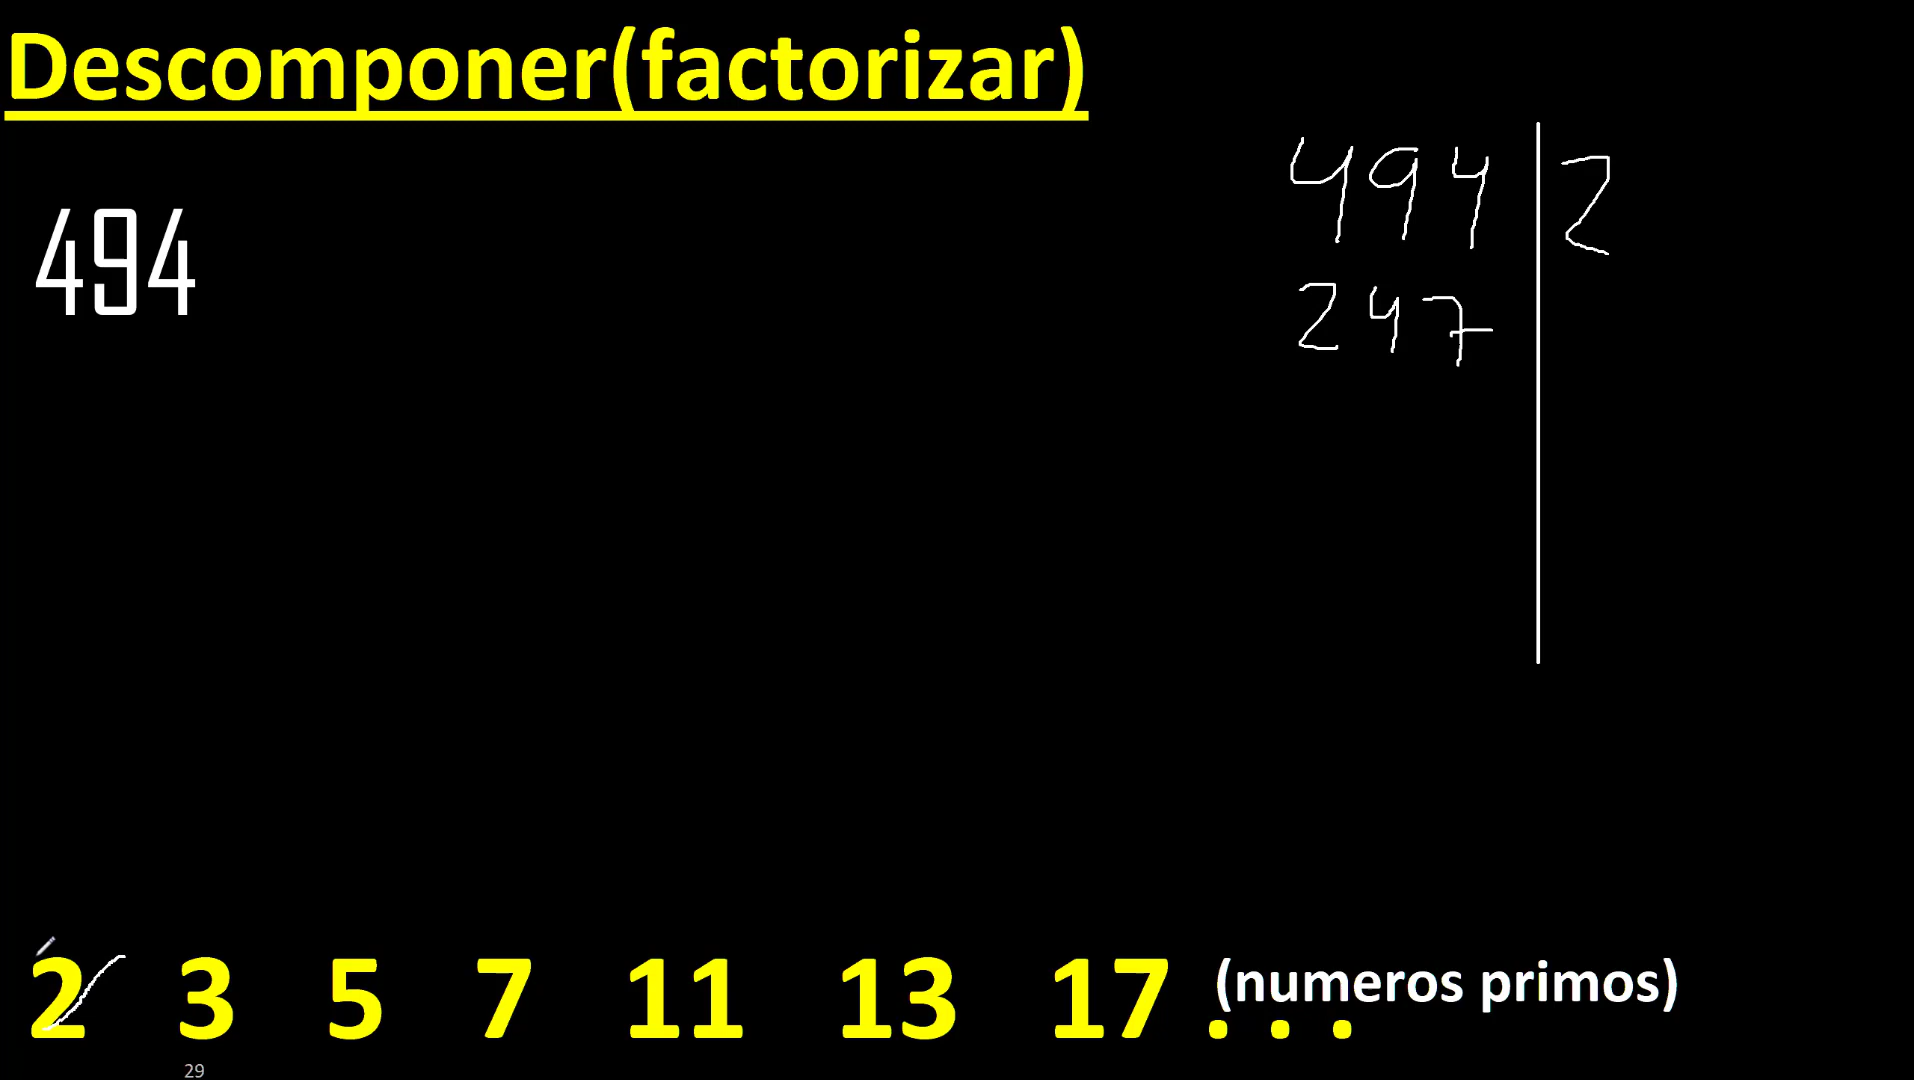 Descomponer(factorizar)
494
494 2
247
2 3 5 7 11 13 17 . . . (numeros primos)
29